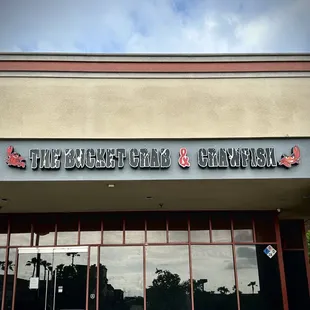 THE BUCKET CRAB & CRAWFISH